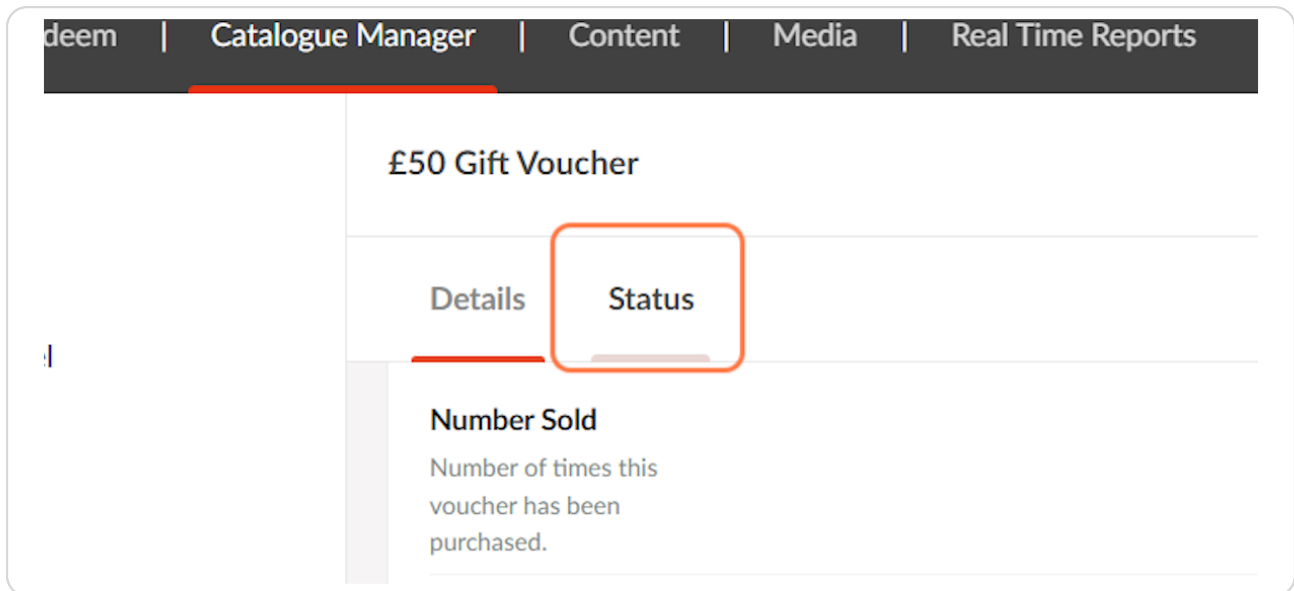 deem | Catalogue Manager | Content | Media | Real Time Reports
£50 Gift Voucher
Details Status
Number Sold
Number of times this
voucher has been
purchased.